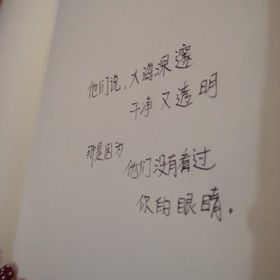 他们说，大海深邃
干净又透明
那是因为
他们没有看过
你的眼睛。